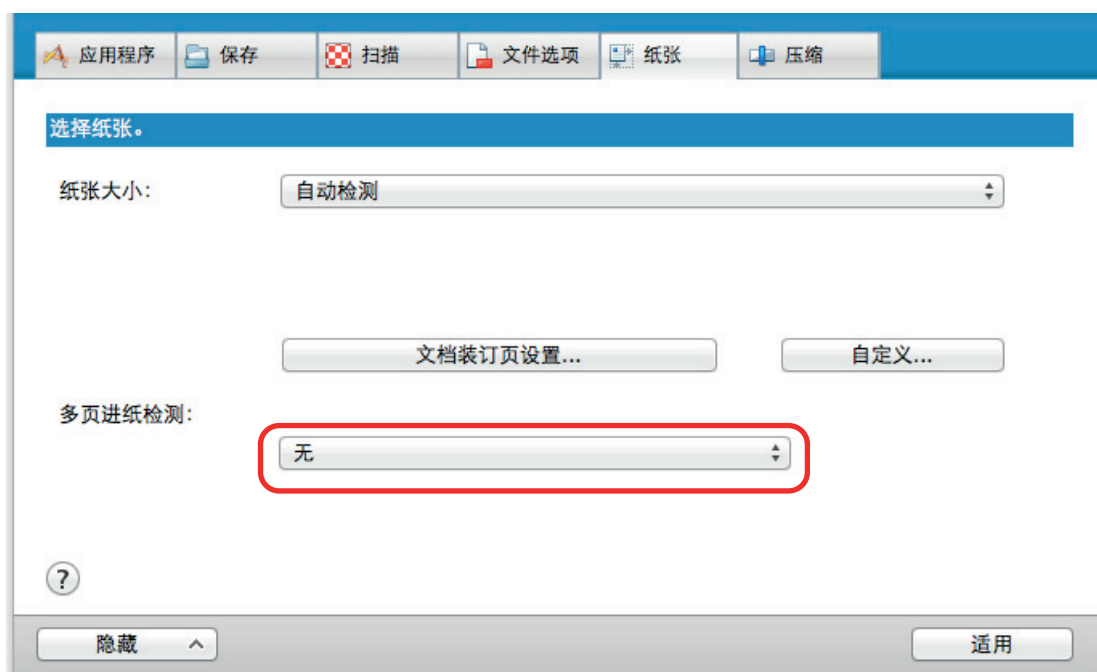 应用程序 保存 扫描 文件选项 纸张 压缩
选择纸张。
纸张大小: 自动检测
文档装订页设置... 自定义...
多页进纸检测:
无
?
隐藏 适用